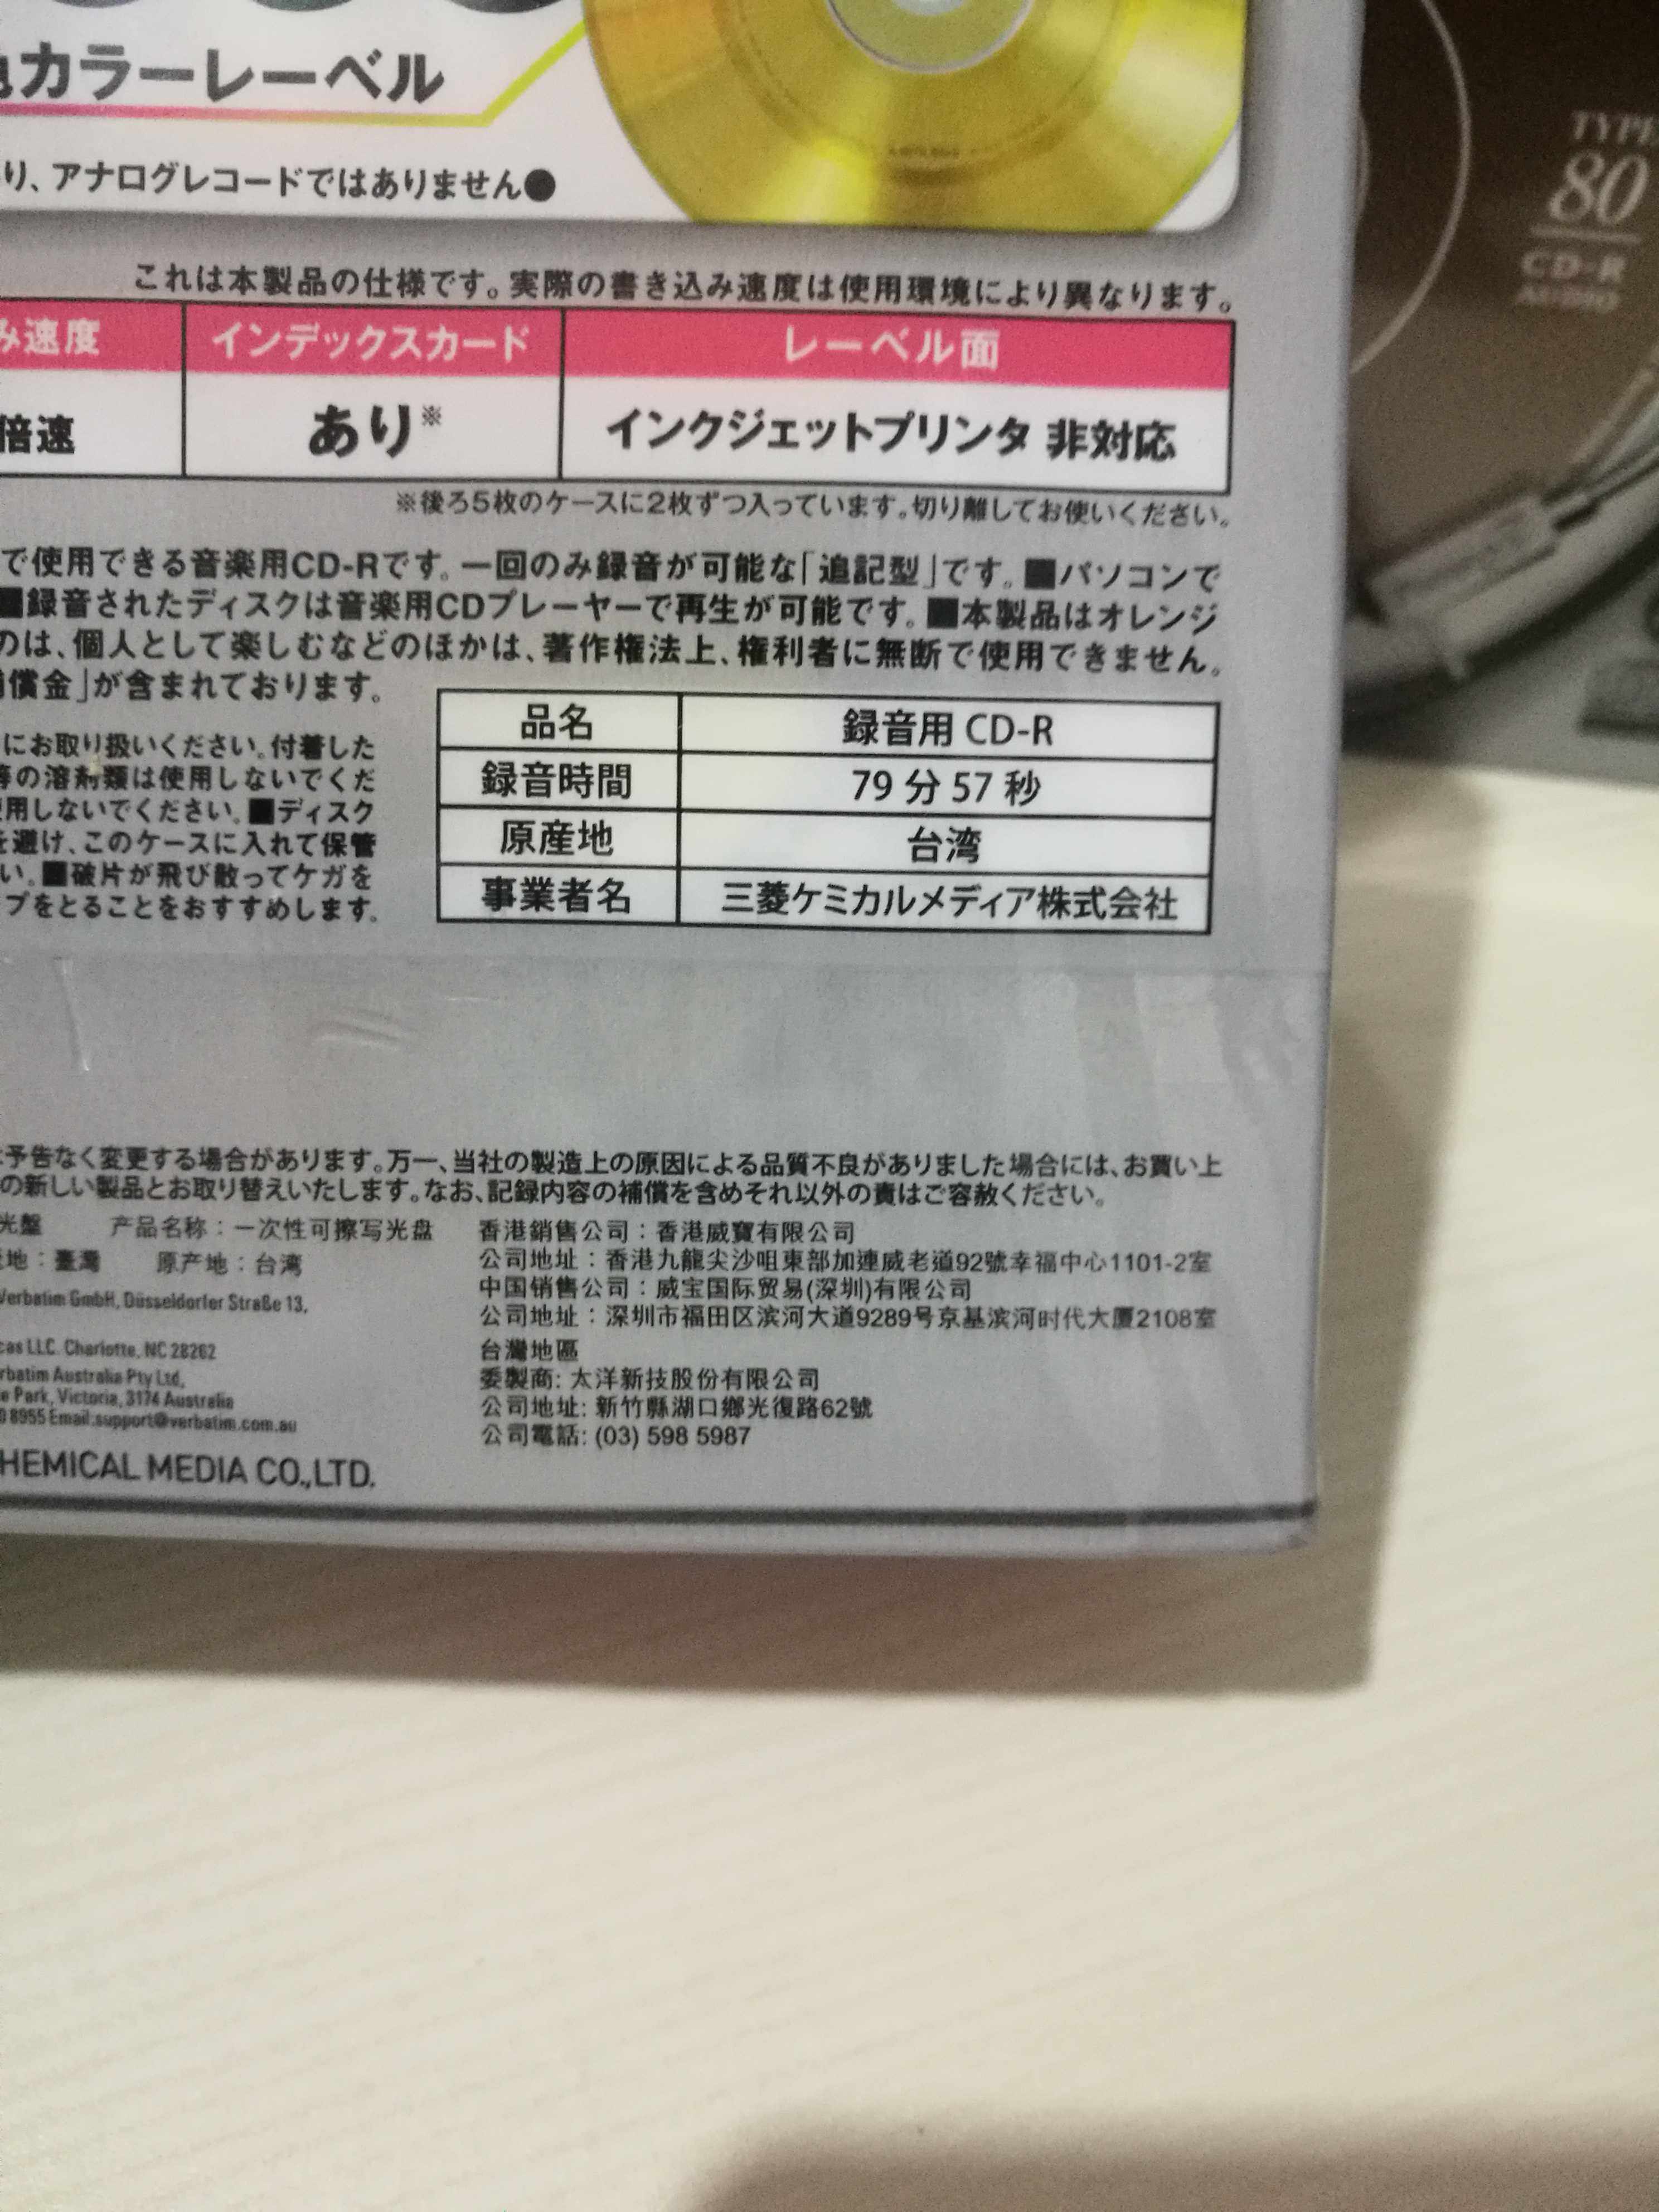 カラーレーベル
り、アナログレコードではありません●
TYPE
80
CD-R
これは本製品の仕様です。実際の書き込み速度は使用環境により異なります。
み速度 インデックスカード レーベル面
倍速 あり※ インクジェットプリンタ 非対応
※後ろ5枚のケースに2枚ずつ入っています。切り離してお使いください。
で使用できる音楽用CD-Rです。一回のみ録音が可能な「追記型」です。■パソコンで
■録音されたディスクは音楽用CDプレーヤーで再生が可能です。■本製品はオレンジ
のは、個人として楽しむなどのほかは、著作権法上、権利者に無断で使用できません。
償金」が含まれております。
にお取り扱いください。付着した
等の溶剤類は使用しないでくだ
使用しないでください。■ディスク
を避け、このケースに入れて保管
い。■破片が飛び散ってケガを
プをとることをおすすめします。
品名 録音用 CD-R
録音時間 79 分 57 秒
原産地 台湾
事業者名 三菱ケミカルメディア株式会社
予告なく変更する場合があります。万一、当社の製造上の原因による品質不良がありました場合には、お買い上
の新しい製品とお取り替えいたします。なお、記録内容の補償を含めそれ以外の責はご容赦ください。
光盤 产品名称：一次性可擦写光盘
地：臺灣 原产地：台湾
Verbatim GmbH, Düsseldorfer Straße 13,
cas LLC. Charlotte, NC 28262
rbatim Australia Pty Ltd,
e Park, Victoria, 3174 Australia
0 8955 Email:support@verbatim.com.au
HEMICAL MEDIA CO.,LTD.
香港銷售公司：香港威寶有限公司
公司地址：香港九龍尖沙咀東部加連威老道92號幸福中心1101-2室
中国销售公司：威宝国际贸易(深圳)有限公司
公司地址：深圳市福田区滨河大道9289号京基滨河时代大厦2108室
台灣地區
委製商: 太洋新技股份有限公司
公司地址: 新竹縣湖口鄉光復路62號
公司電話: (03) 598 5987